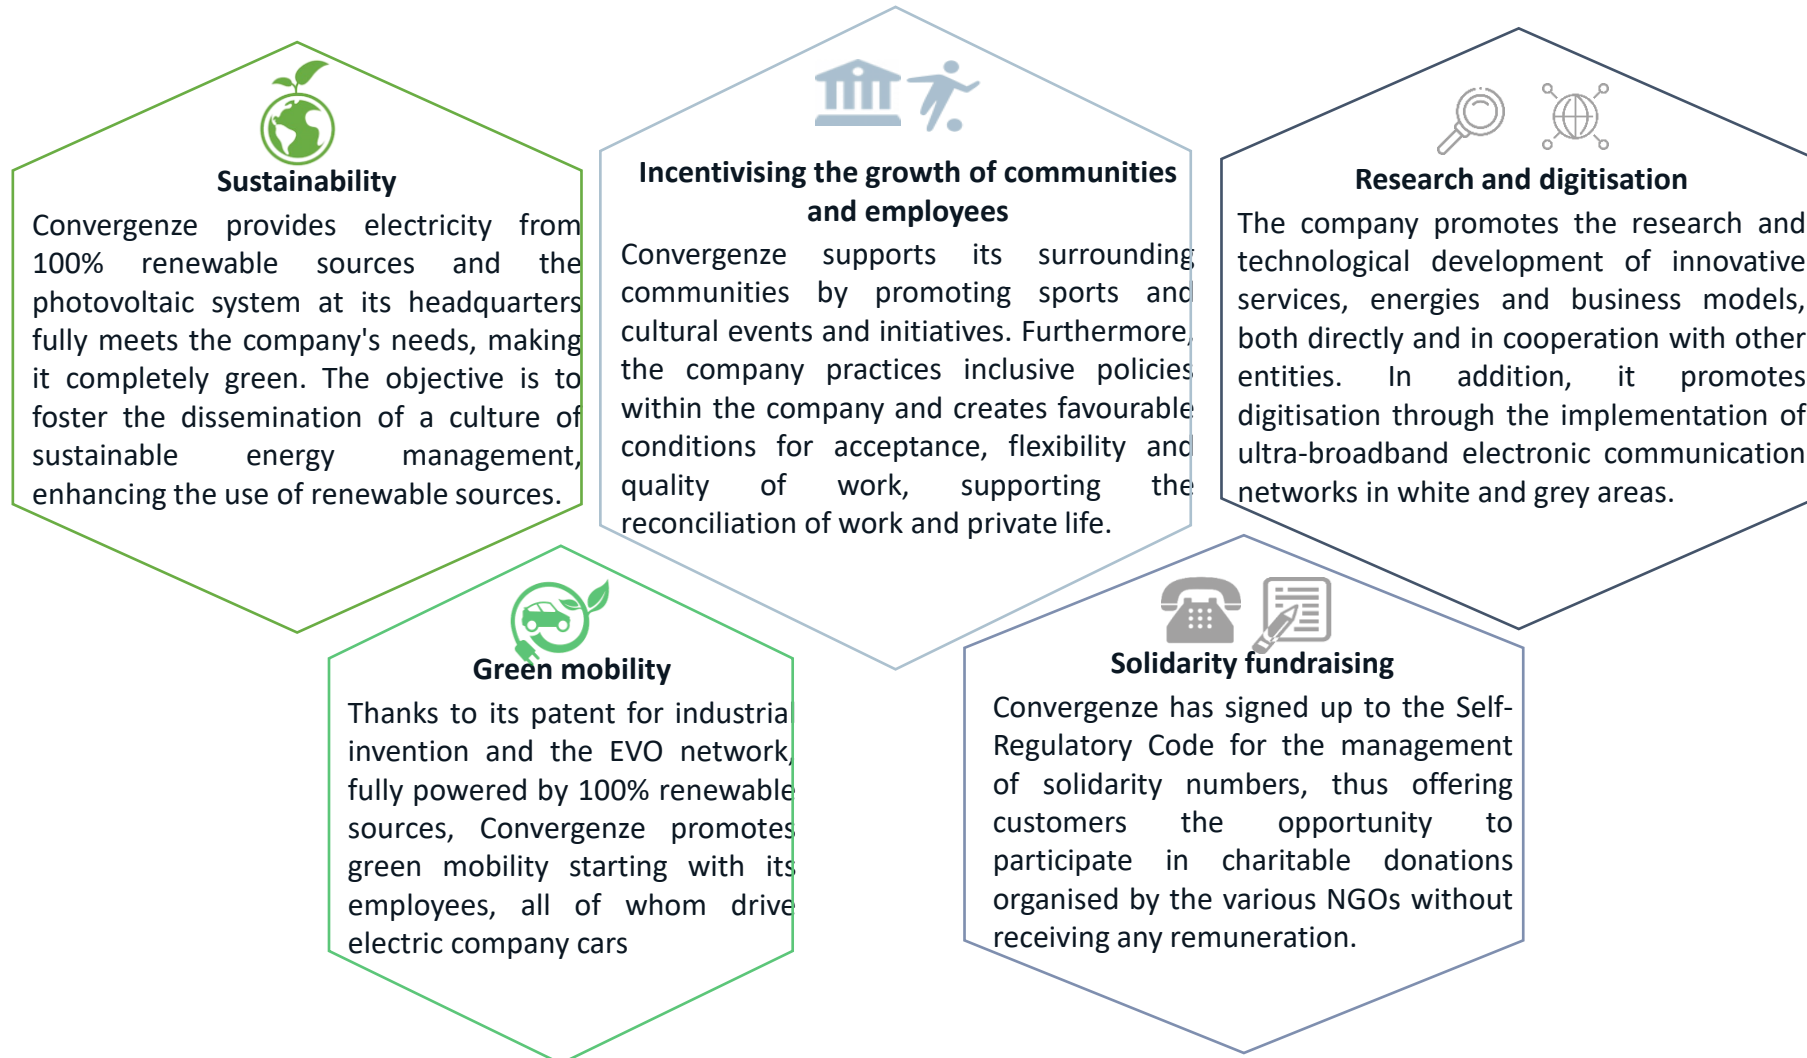 Sustainability
Convergenze provides electricity from
100% renewable sources and the
photovoltaic system at its headquarters
fully meets the company's needs, making
it completely green. The objective is to
foster the dissemination of a culture of
sustainable energy management,
enhancing the use of renewable sources.
Incentivising the growth of communities
and employees
Convergenze supports its surrounding
communities by promoting sports and
cultural events and initiatives. Furthermore,
the company practices inclusive policies
within the company and creates favourable
conditions for acceptance, flexibility and
quality of work, supporting the
reconciliation of work and private life.
Research and digitisation
The company promotes the research and
technological development of innovative
services, energies and business models,
both directly and in cooperation with other
entities. In addition, it promotes
digitisation through the implementation of
ultra-broadband electronic communication
networks in white and grey areas.
Green mobility
Thanks to its patent for industrial
invention and the EVO network,
fully powered by 100% renewable
sources, Convergenze promotes
green mobility starting with its
employees, all of whom drive
electric company cars
Solidarity fundraising
Convergenze has signed up to the Self-
Regulatory Code for the management
of solidarity numbers, thus offering
customers the opportunity to
participate in charitable donations
organised by the various NGOs without
receiving any remuneration.